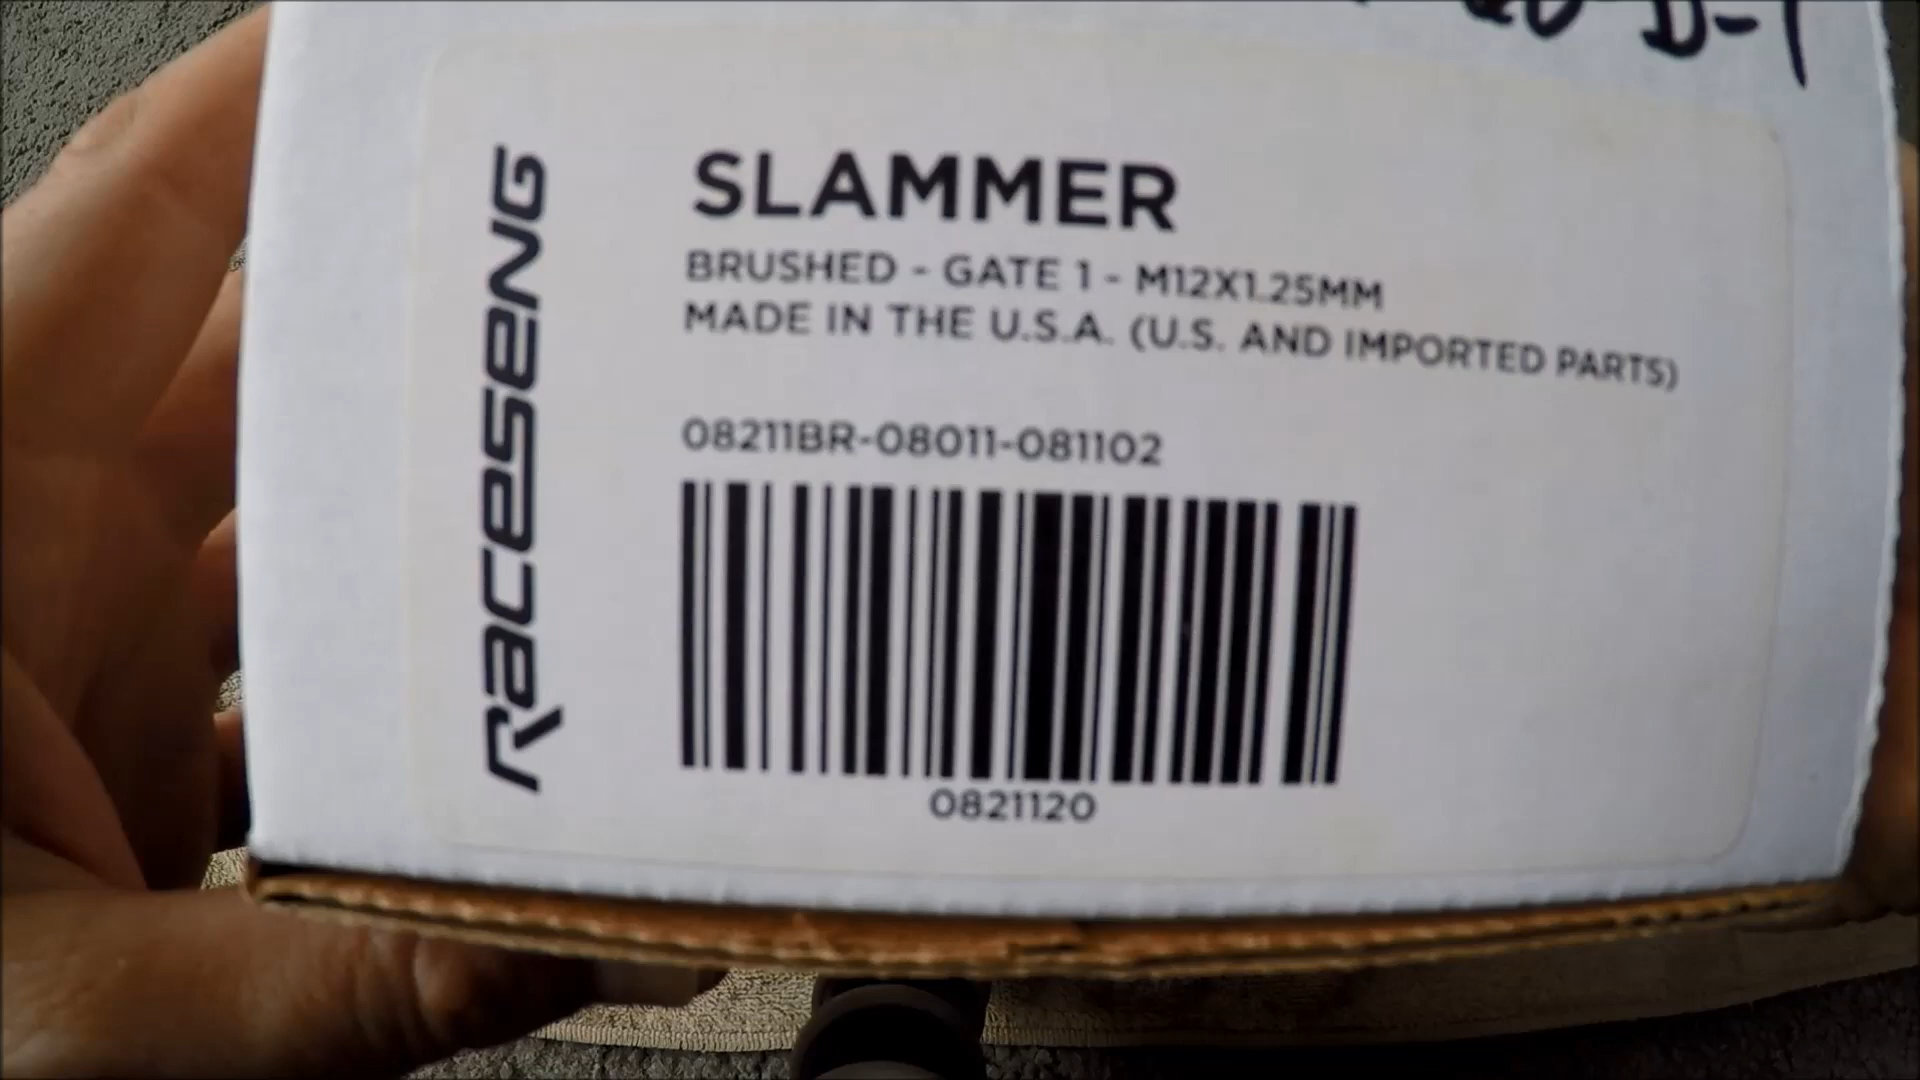 RACESENG
SLAMMER
BRUSHED - GATE 1 - M12X1.25MM
MADE IN THE U.S.A. (U.S. AND IMPORTED PARTS)
08211BR-08011-081102
0821120